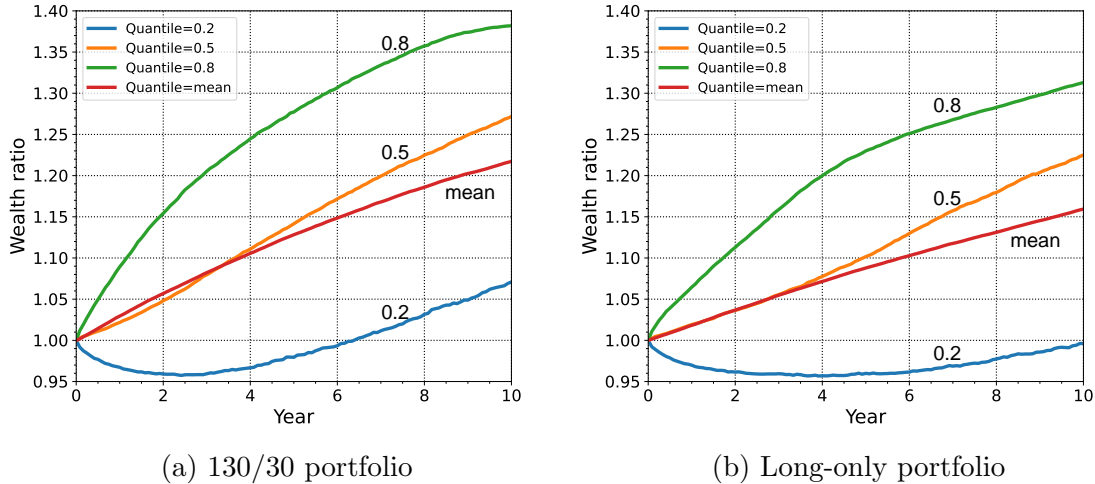 1.40
1.35
1.30
1.25
1.20
1.15
1.10
1.05
1.00
0.95
Wealth ratio
Quantile=0.2
Quantile=0.5
Quantile=0.8
Quantile=mean
0.8
0.5
mean
0.2
0 2 4 6 8 10
Year
(a) 130/30 portfolio
1.40
1.35
1.30
1.25
1.20
1.15
1.10
1.05
1.00
0.95
Wealth ratio
Quantile=0.2
Quantile=0.5
Quantile=0.8
Quantile=mean
0.8
0.5
mean
0.2
0 2 4 6 8 10
Year
(b) Long-only portfolio